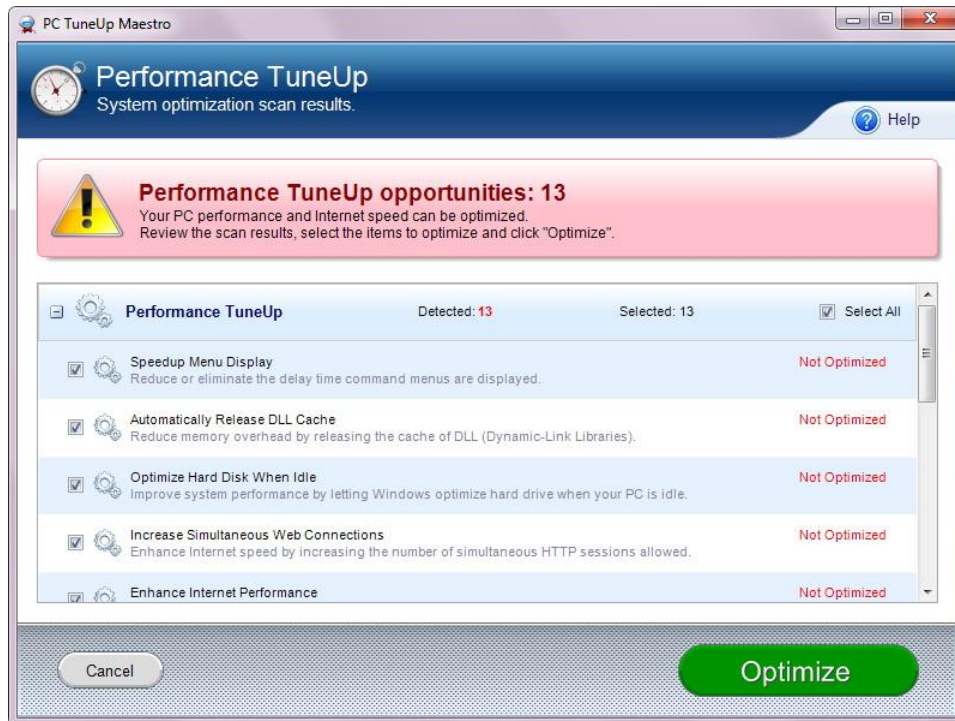 PC TuneUp Maestro
Performance TuneUp
System optimization scan results.
Help
Performance TuneUp opportunities: 13
Your PC performance and Internet speed can be optimized.
Review the scan results, select the items to optimize and click "Optimize".
Performance TuneUp Detected: 13 Selected: 13 Select All
Speedup Menu Display Not Optimized
Reduce or eliminate the delay time command menus are displayed.
Automatically Release DLL Cache Not Optimized
Reduce memory overhead by releasing the cache of DLL (Dynamic-Link Libraries).
Optimize Hard Disk When Idle Not Optimized
Improve system performance by letting Windows optimize hard drive when your PC is idle.
Increase Simultaneous Web Connections Not Optimized
Enhance Internet speed by increasing the number of simultaneous HTTP sessions allowed.
Enhance Internet Performance Not Optimized
Cancel Optimize